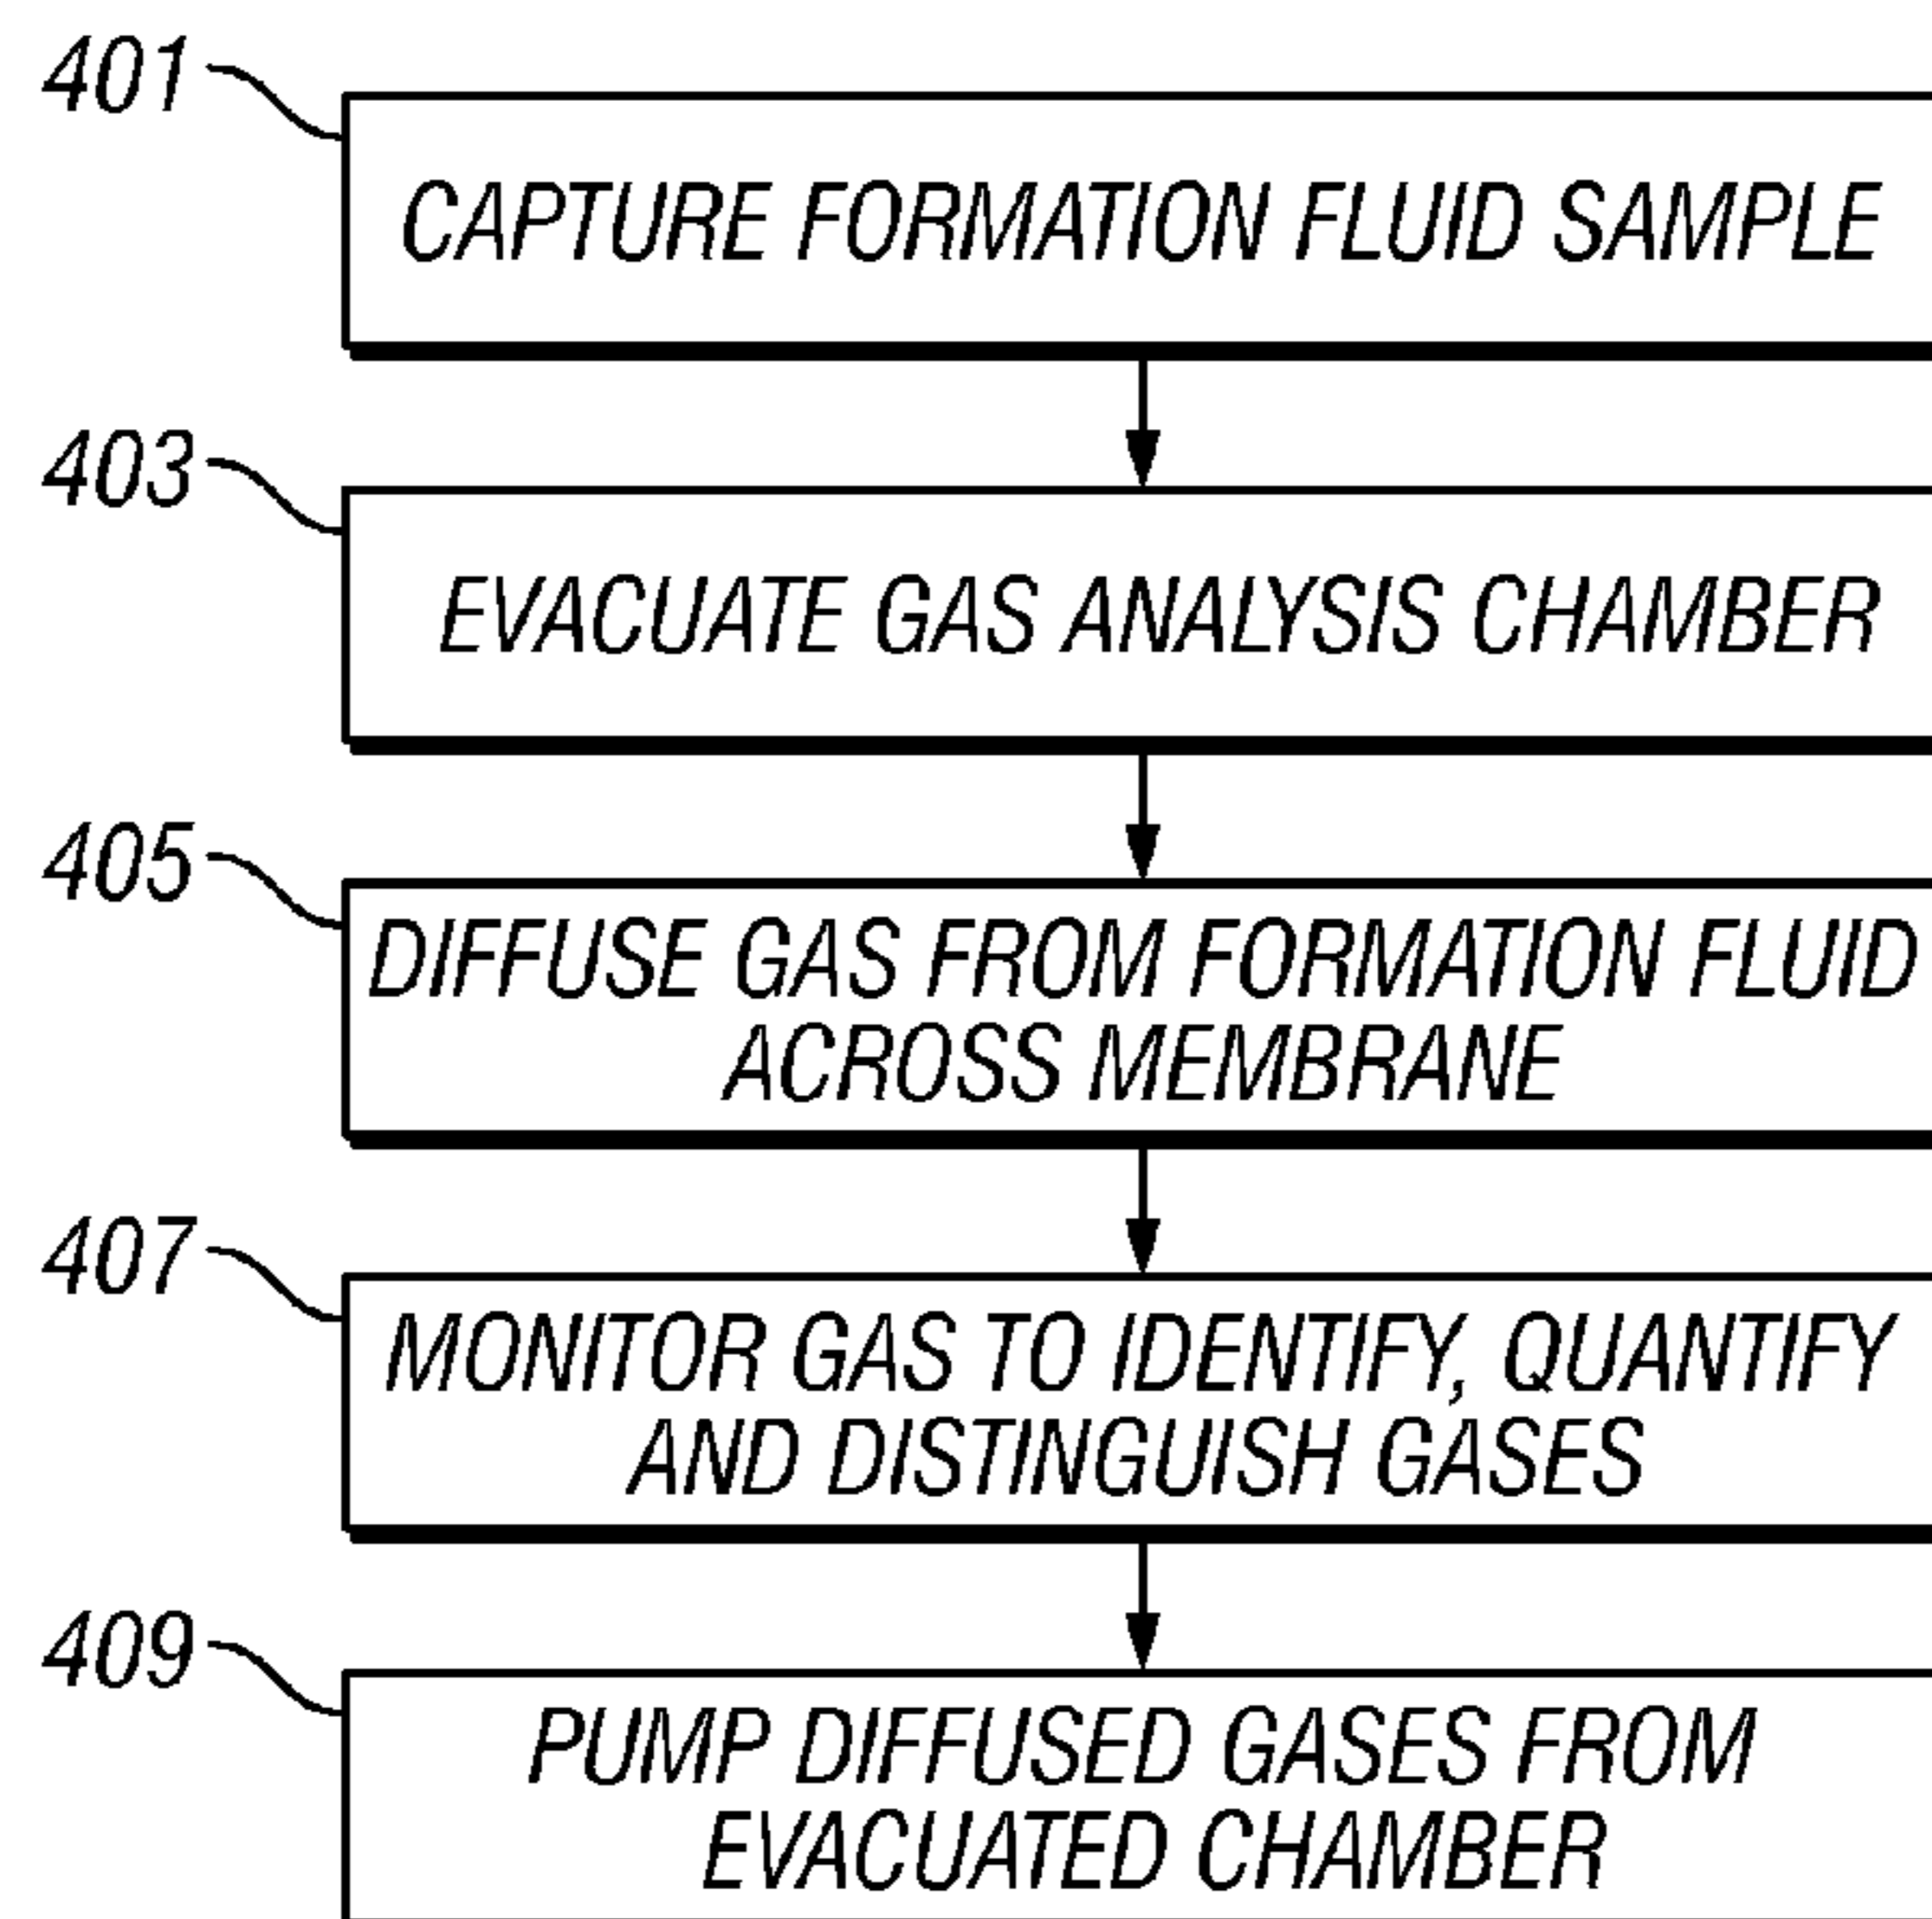 401
CAPTURE FORMATION FLUID SAMPLE
403
EVACUATE GAS ANALYSIS CHAMBER
405
DIFFUSE GAS FROM FORMATION FLUID
ACROSS MEMBRANE
407
MONITOR GAS TO IDENTIFY, QUANTIFY
AND DISTINGUISH GASES
409
PUMP DIFFUSED GASES FROM
EVACUATED CHAMBER